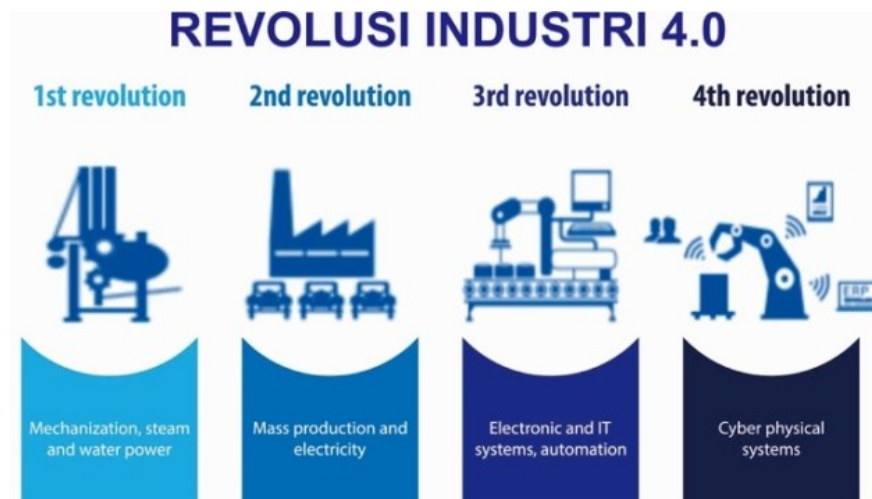 REVOLUSI INDUSTRI 4.0
1st revolution
2nd revolution
3rd revolution
4th revolution
ERP
Mechanization, steam
and water power
Mass production and
electricity
Electronic and IT
systems, automation
Cyber physical
systems